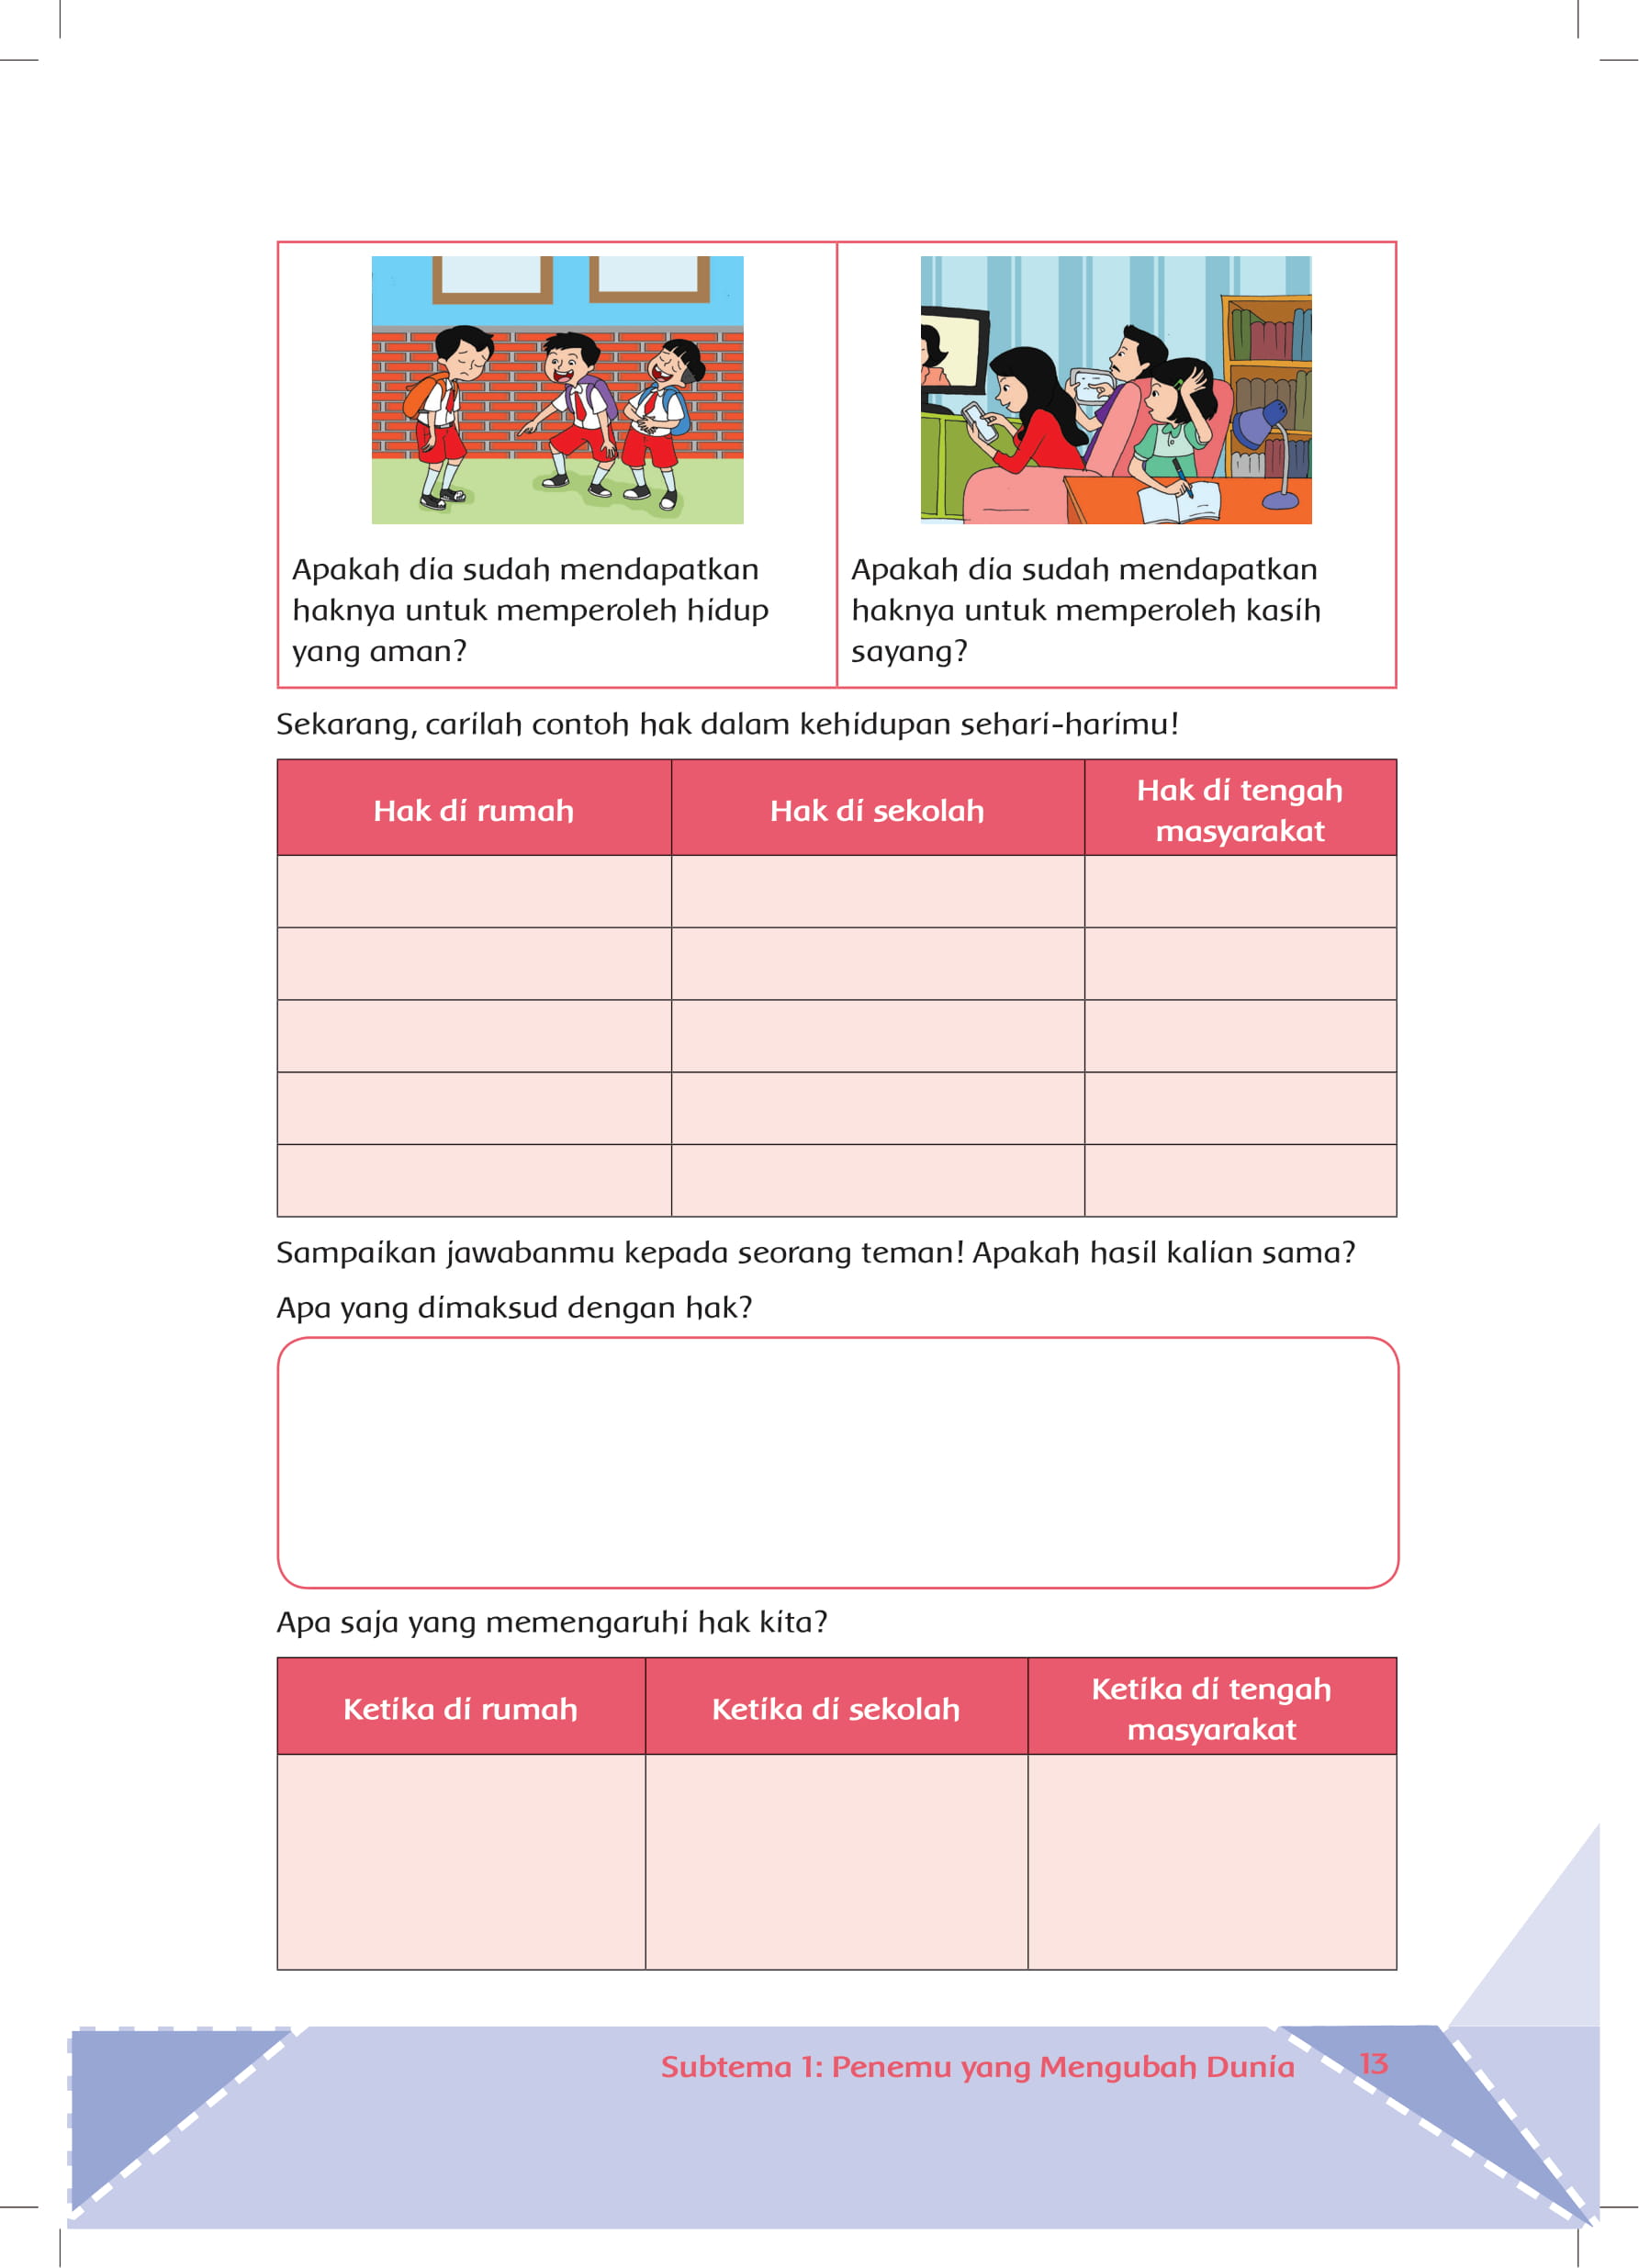 Apakah dia sudah mendapatkan
haknya untuk memperoleh hidup
yang aman?
Apakah dia sudah mendapatkan
haknya untuk memperoleh kasih
sayang?
Sekarang, carilah contoh hak dalam kehidupan sehari-harimu!
Hak di rumah
Hak di sekolah
Hak di tengah
masyarakat
Sampaikan jawabanmu kepada seorang teman! Apakah hasil kalian sama?
Apa yang dimaksud dengan hak?
Apa saja yang memengaruhi hak kita?
Ketika di rumah
Ketika di sekolah
Ketika di tengah
masyarakat
Subtema 1: Penemu yang Mengubah Dunia
13